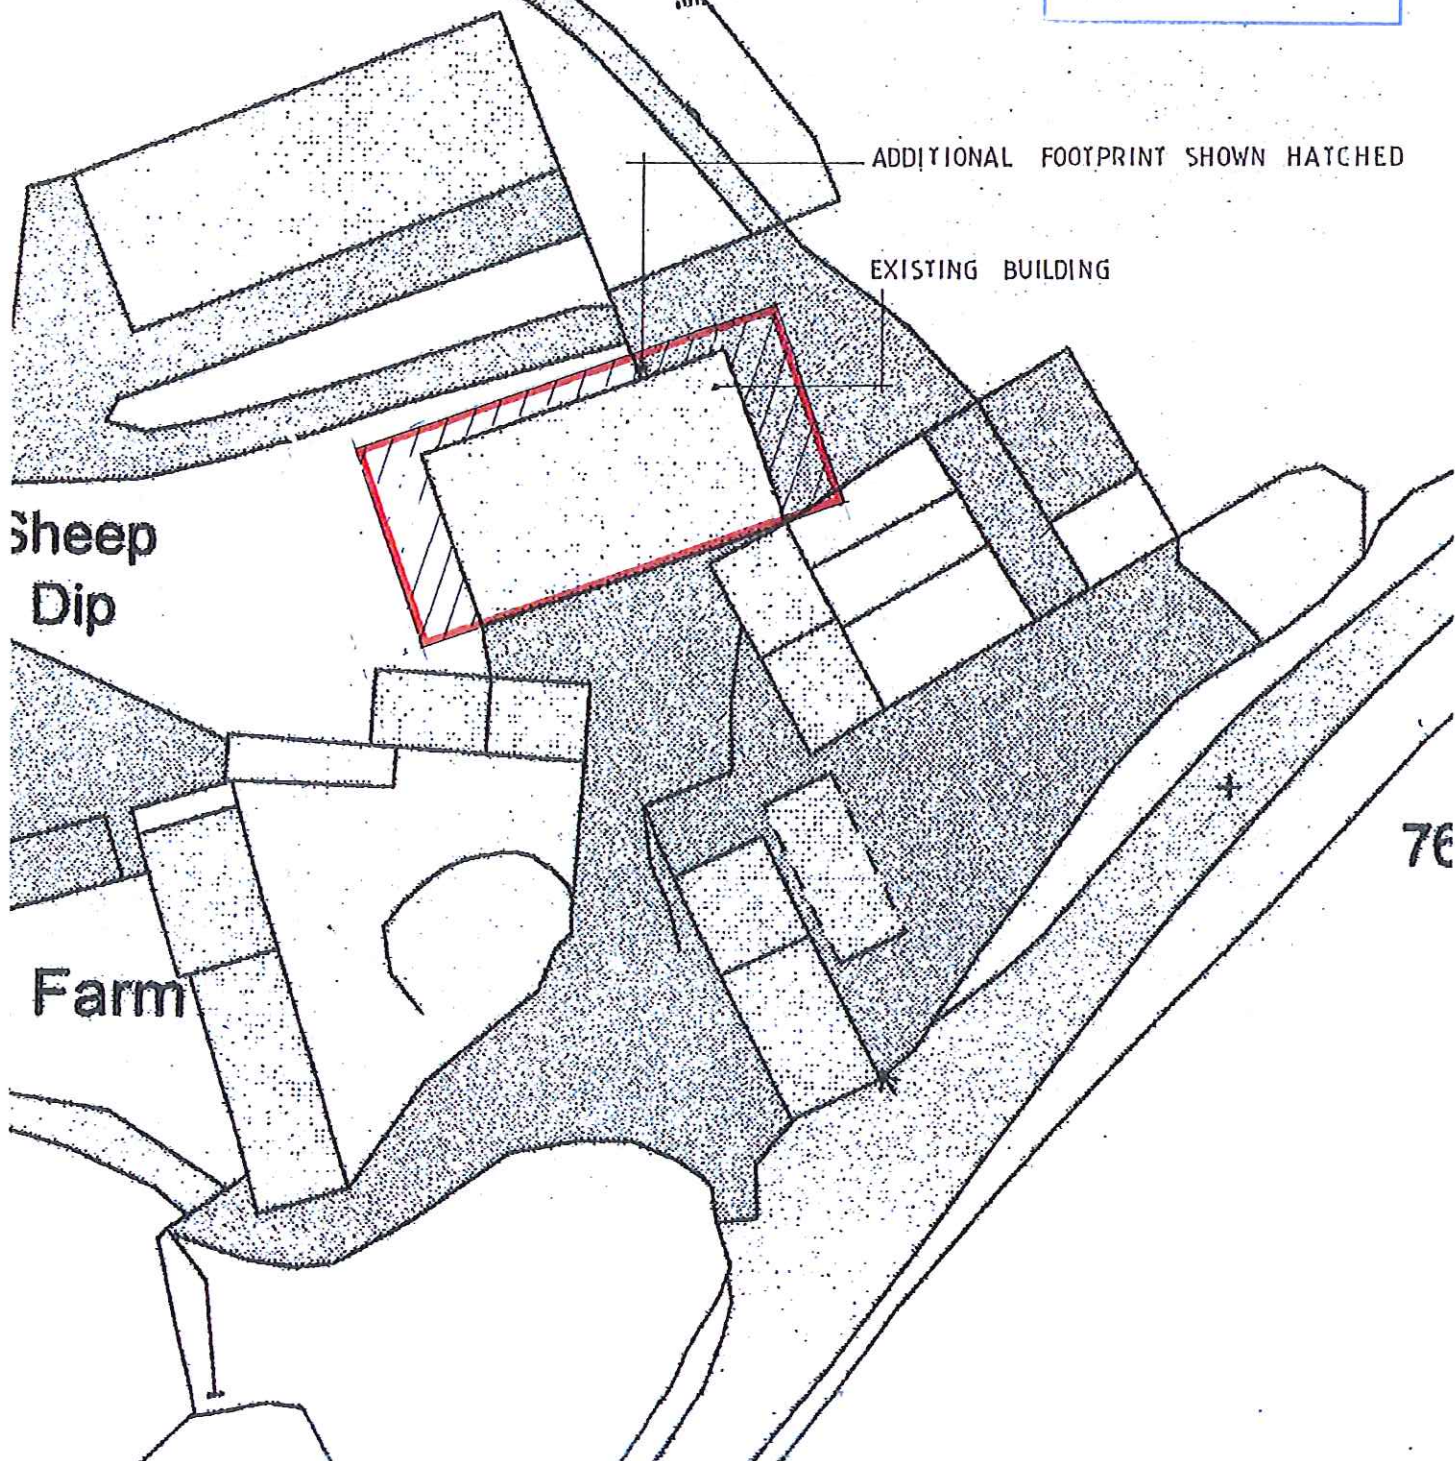 ADDITIONAL FOOTPRINT SHOWN HATCHED
EXISTING BUILDING
Sheep
Dip
76
Farm